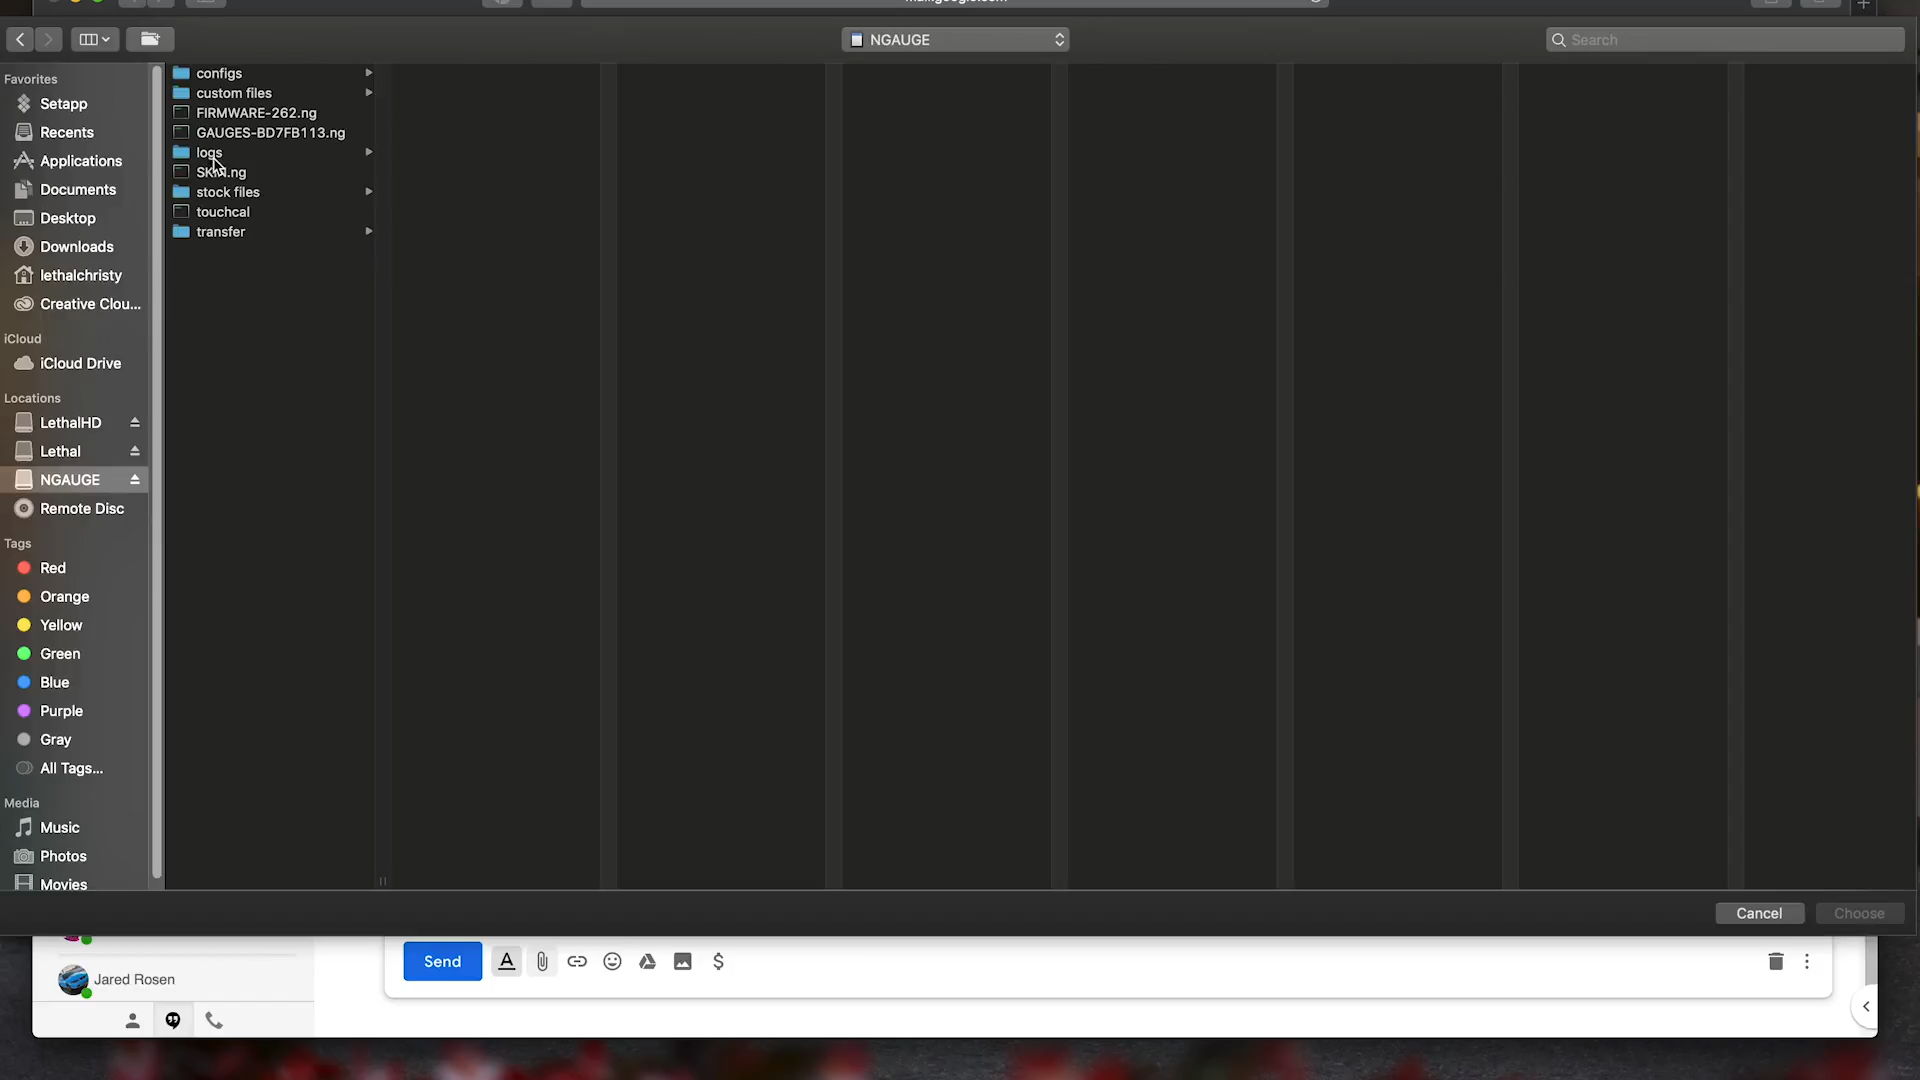 NGAUGE
Search
Favorites
Setapp
Recents
Applications
Documents
Desktop
Downloads
lethalchristy
Creative Clou...
iCloud
iCloud Drive
Locations
LethalHD
Lethal
NGAUGE
Remote Disc
Tags
Red
Orange
Yellow
Green
Blue
Purple
Gray
All Tags...
Media
Music
Photos
Movies
configs
custom files
FIRMWARE-262.ng
GAUGES-BD7FB113.ng
logs
stock files
touchcal
transfer
Cancel
Choose
Send
Jared Rosen